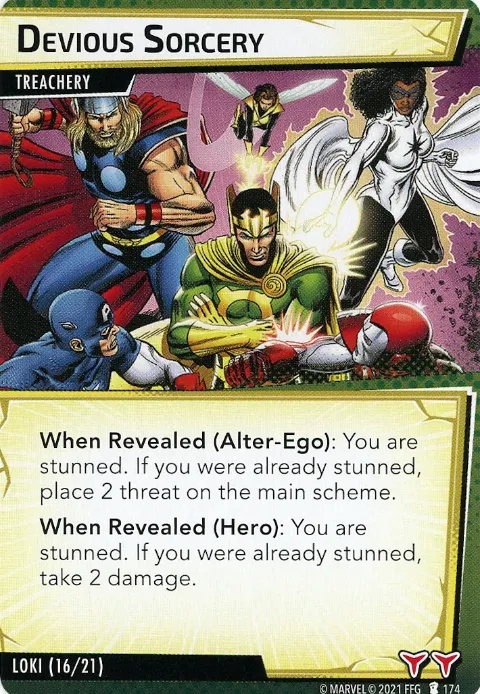 DEVIOUS SORCERY
TREACHERY
When Revealed (Alter-Ego): You are
stunned. If you were already stunned,
place 2 threat on the main scheme.
When Revealed (Hero): You are
stunned. If you were already stunned,
take 2 damage.
LOKI (16/21)
© MARVEL © 2021 FFG 174